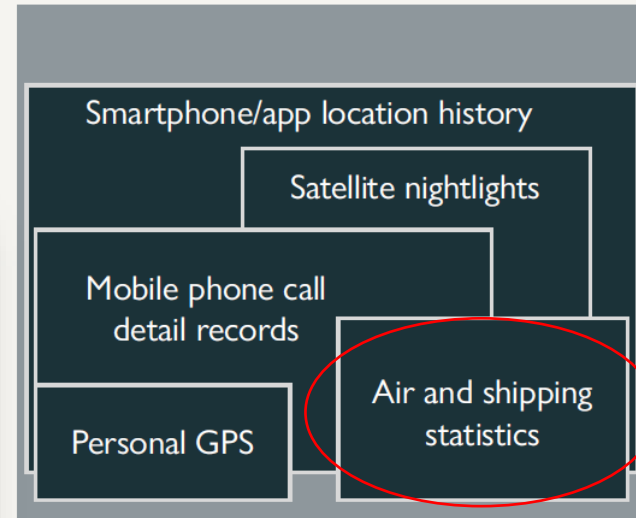 Smartphone/app location history
Satellite nightlights
Mobile phone call
detail records
Air and shipping
statistics
Personal GPS